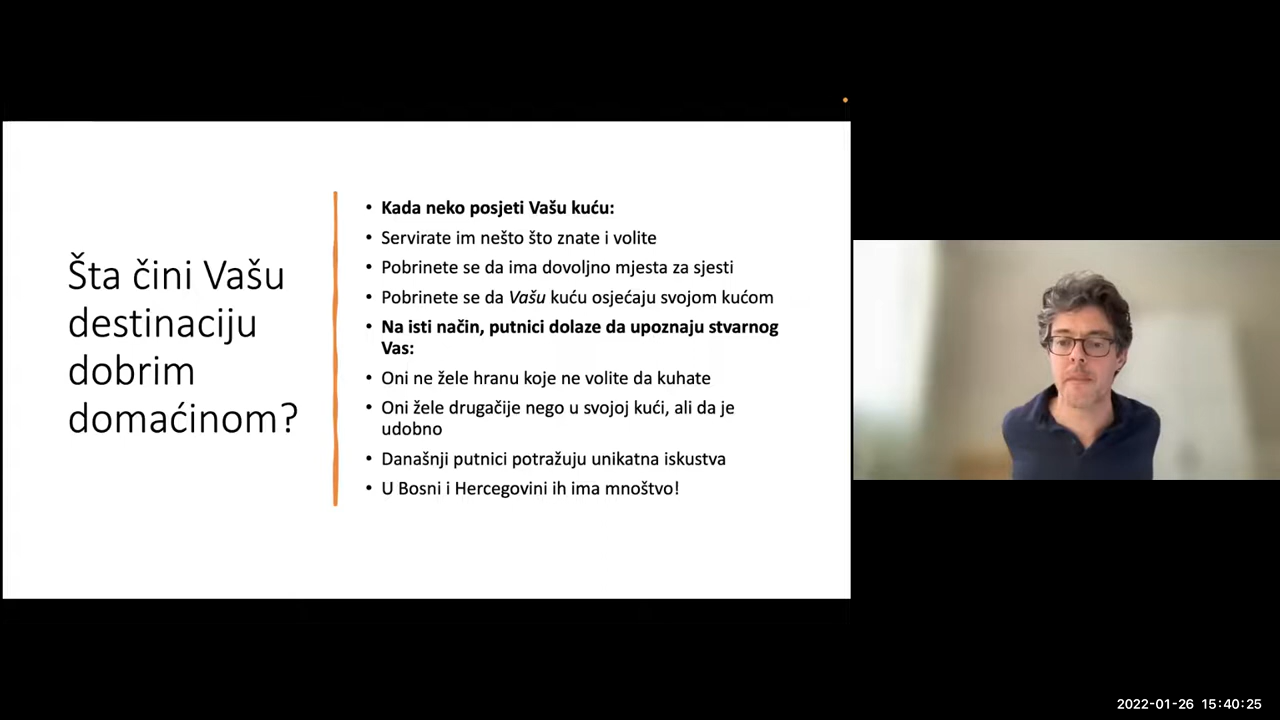 Šta čini Vašu
destinaciju
dobrim
domaćinom?
• Kada neko posjeti Vašu kuću:
• Servirate im nešto što znate i volite
• Pobrinete se da ima dovoljno mjesta za sjesti
• Pobrinete se da Vašu kuću osjećaju svojom kućom
• Na isti način, putnici dolaze da upoznaju stvarnog
Vas:
• Oni ne žele hranu koje ne volite da kuhate
• Oni žele drugačije nego u svojoj kući, ali da je
udobno
• Današnji putnici potražuju unikatna iskustva
• U Bosni i Hercegovini ih ima mnoštvo!
2022-01-26 15:40:25